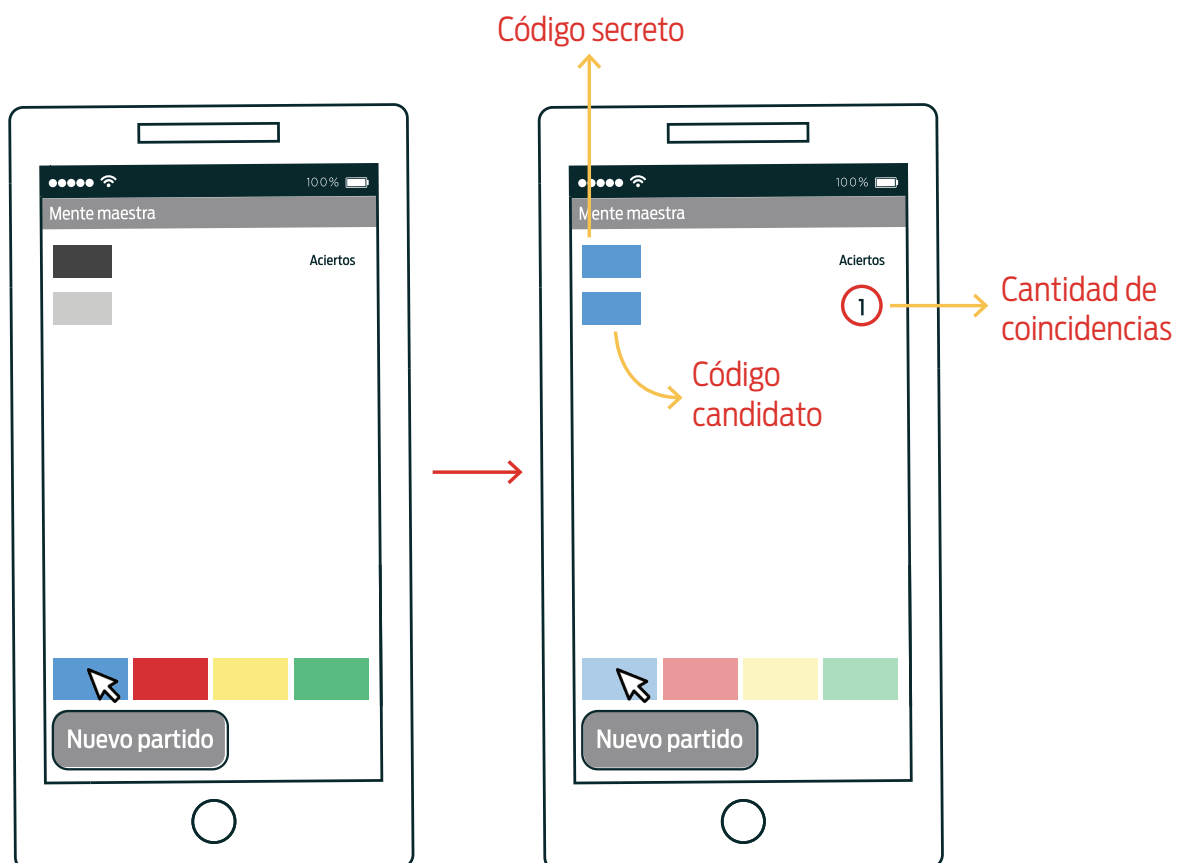 Código secreto
100%
Mente maestra
Aciertos
Nuevo partido
100%
Mente maestra
Aciertos
1
Cantidad de
coincidencias
Código
candidato
Nuevo partido